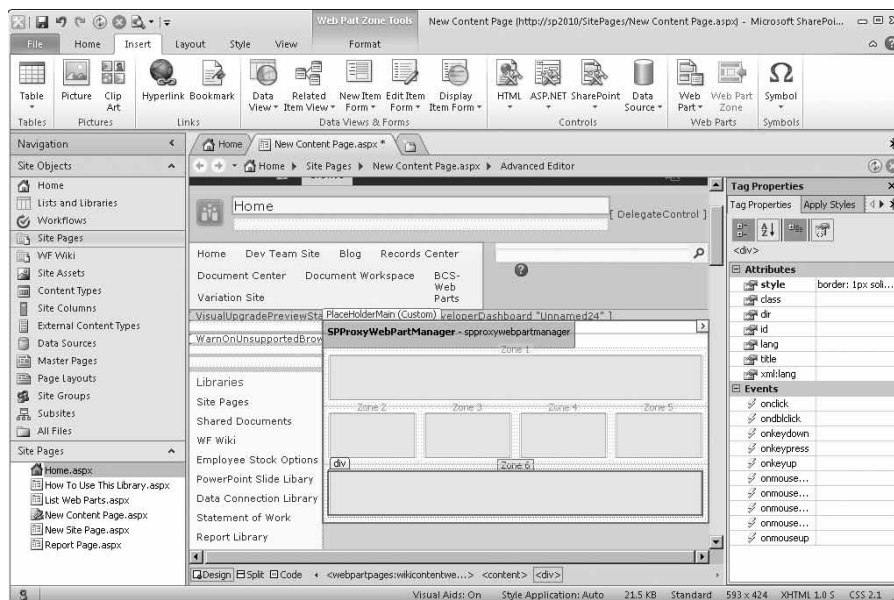 Web Part Zone Tools
New Content Page (http://sp2010/SitePages/New Content Page.aspx) - Microsoft SharePoi...
File Home Insert Layout Style View Format
Table
Picture
Clip Art
Hyperlink
Bookmark
Data View
Related Item View
New Item Form
Edit Item Form
Display Item Form
HTML
ASP.NET
SharePoint
Data Source
Web Part
Web Part Zone
Symbol
Tables Pictures Links Data Views & Forms Controls Web Parts Symbols
Navigation
Site Objects
Home
Lists and Libraries
Workflows
Site Pages
WF Wiki
Site Assets
Content Types
Site Columns
External Content Types
Data Sources
Master Pages
Page Layouts
Site Groups
Subsites
All Files
Site Pages
Home.aspx
How To Use This Library.aspx
List Web Parts.aspx
New Content Page.aspx
New Site Page.aspx
Report Page.aspx
Home
New Content Page.aspx *
Home Site Pages New Content Page.aspx Advanced Editor
Home
[ DelegateControl ]
Home Dev Team Site Blog Records Center
Document Center Document Workspace BCS-Web Parts
Variation Site
VisualUpgradePreviewSta
PlaceHolderMain (Custom)
veloperDashboard "Unnamed24" ]
[ WarnOnUnsupportedBrow
SPProxyWebPartManager - spproxywebpartmanager
Zone 1
Zone 2 Zone 3 Zone 4 Zone 5
div
Zone 6
Libraries
Site Pages
Shared Documents
WF Wiki
Employee Stock Options
PowerPoint Slide Libary
Data Connection Library
Statement of Work
Report Library
Design Split Code <webpartpages:wikicontentwe...> <content> <div>
Tag Properties
Tag Properties Apply Styles
<div>
Attributes
style border: 1px soli...
class
dir
id
lang
title
xml:lang
Events
onclick
ondblclick
onkeydown
onkeypress
onkeyup
onmouse...
onmouse...
onmouse...
onmouse...
onmouseup
Visual Aids: On Style Application: Auto 21.5 KB Standard 593 x 424 XHTML 1.0 S CSS 2.1